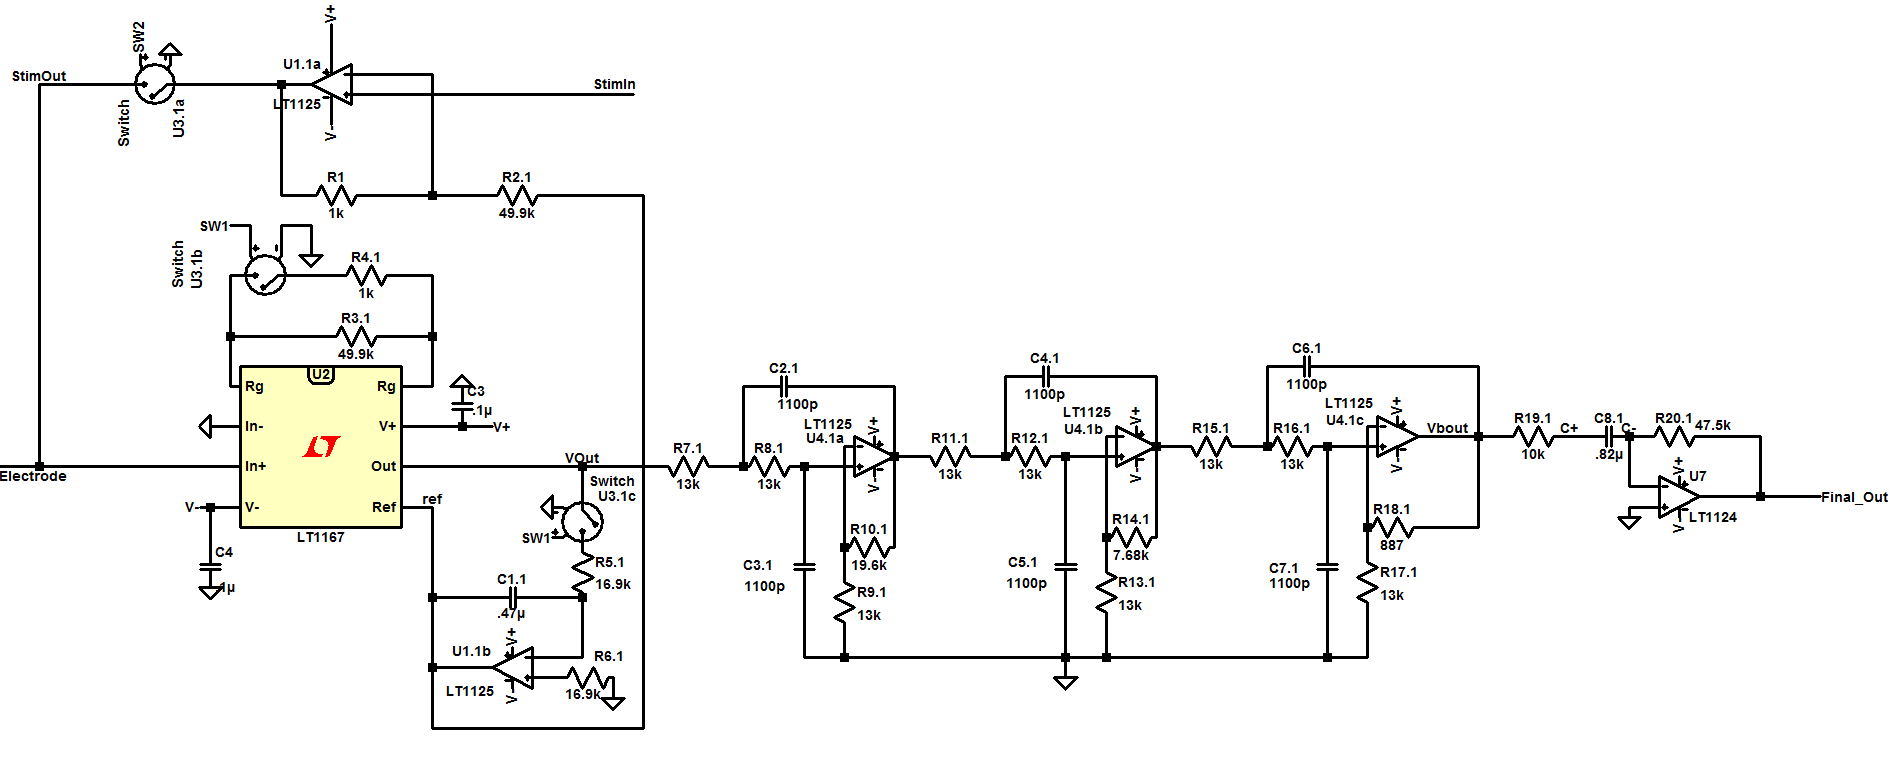 SW2
V+
StimOut
U1.1a
LT1125
V-
StimIn
Switch
U3.1a
R1
1k
R2.1
49.9k
SW1
Switch
U3.1b
R4.1
1k
R3.1
49.9k
U2
Rg
Rg
In-
V+
In+
Out
V-
Ref
LT1167
C3
.1µ
V+
Electrode
V-
C4
.1µ
ref
VOut
Switch
U3.1c
SW1
R5.1
16.9k
C1.1
.47µ
U1.1b
LT1125
V+
V-
R6.1
16.9k
R7.1
13k
R8.1
13k
C2.1
1100p
LT1125
U4.1a
V+
V-
R10.1
19.6k
C3.1
1100p
R9.1
13k
R11.1
13k
R12.1
13k
C4.1
1100p
LT1125
U4.1b
V+
V-
R14.1
7.68k
C5.1
1100p
R13.1
13k
R15.1
13k
R16.1
13k
C6.1
1100p
LT1125
U4.1c
V+
V-
Vbout
R18.1
887
C7.1
1100p
R17.1
13k
R19.1
10k
C+
C8.1
.82µ
C-
R20.1
47.5k
V+
U7
V-
LT1124
Final_Out